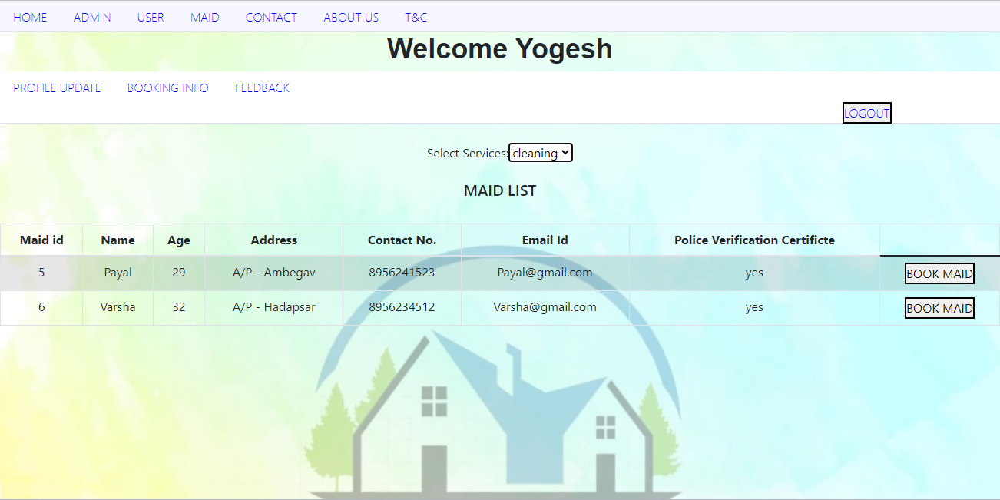 HOME ADMIN USER MAID CONTACT ABOUT US T&C
Welcome Yogesh
PROFILE UPDATE BOOKING INFO FEEDBACK
LOGOUT
Select Services: cleaning
MAID LIST
Maid id Name Age Address Contact No. Email Id Police Verification Certificte
5 Payal 29 A/P - Ambegav 8956241523 Payal@gmail.com yes BOOK MAID
6 Varsha 32 A/P - Hadapsar 8956234512 Varsha@gmail.com yes BOOK MAID